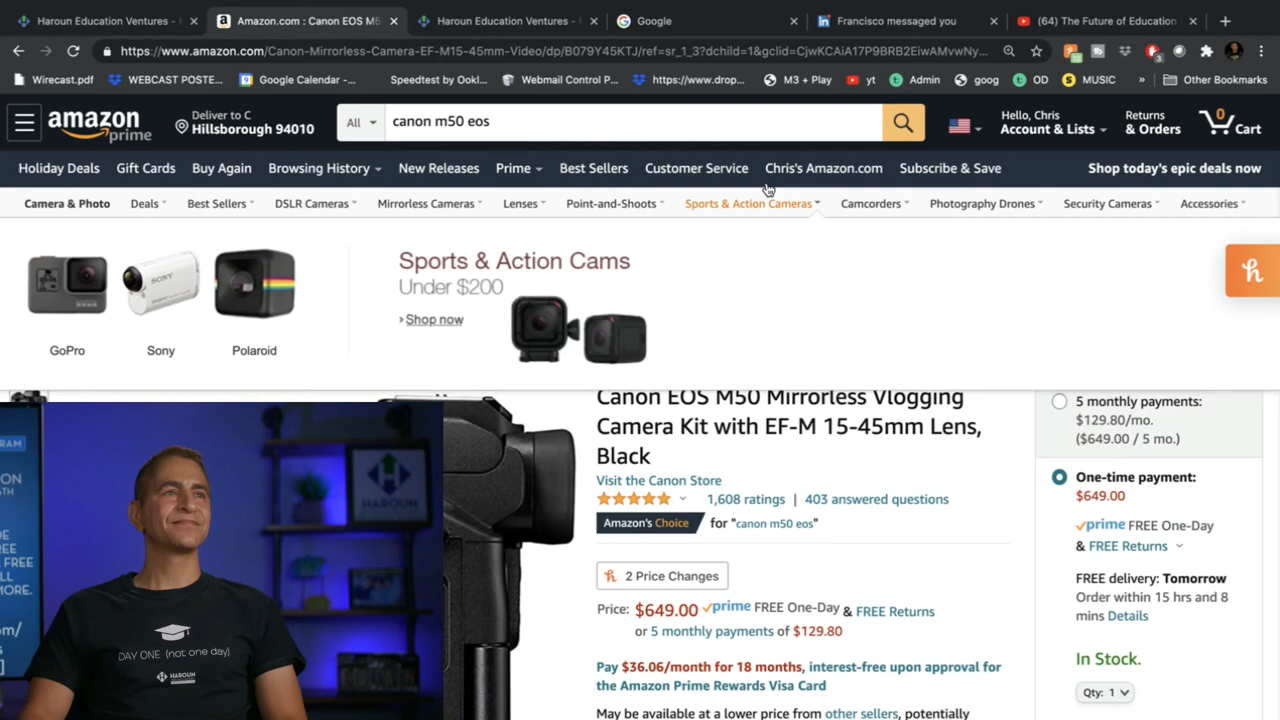 Haroun Education Ventures -
Amazon.com : Canon EOS M5
Haroun Education Ventures -
Google
Francisco messaged you
(64) The Future of Education
https://www.amazon.com/Canon-Mirrorless-Camera-EF-M15-45mm-Video/dp/B079Y45KTJ/ref=sr_1_3?dchild=1&gclid=CjwKCAiA17P9BRB2EiwAMvwNy...
Wirecast.pdf
WEBCAST POSTE...
Google Calendar -...
Speedtest by Ookl...
Webmail Control P...
https://www.drop...
M3 + Play
yt
Admin
goog
OD
MUSIC
»
Other Bookmarks
amazon
prime
Deliver to C
Hillsborough 94010
All
canon m50 eos
Hello, Chris
Account & Lists
Returns
& Orders
0
Cart
Holiday Deals
Gift Cards
Buy Again
Browsing History
New Releases
Prime
Best Sellers
Customer Service
Chris's Amazon.com
Subscribe & Save
Shop today's epic deals now
Camera & Photo
Deals
Best Sellers
DSLR Cameras
Mirrorless Cameras
Lenses
Point-and-Shoots
Sports & Action Cameras
Camcorders
Photography Drones
Security Cameras
Accessories
SONY
GoPro
Sony
Polaroid
Sports & Action Cams
Under $200
› Shop now
h
Canon EOS M50 Mirrorless Vlogging
Camera Kit with EF-M 15-45mm Lens,
Black
Visit the Canon Store
1,608 ratings | 403 answered questions
Amazon's Choice for "canon m50 eos"
2 Price Changes
Price: $649.00 prime FREE One-Day & FREE Returns
or 5 monthly payments of $129.80
Pay $36.06/month for 18 months, interest-free upon approval for
the Amazon Prime Rewards Visa Card
May be available at a lower price from other sellers, potentially
5 monthly payments:
$129.80/mo.
($649.00 / 5 mo.)
One-time payment:
$649.00
prime FREE One-Day
& FREE Returns
FREE delivery: Tomorrow
Order within 15 hrs and 8
mins Details
In Stock.
Qty: 1
HAROUN
DAY ONE (not one day)
HAROUN